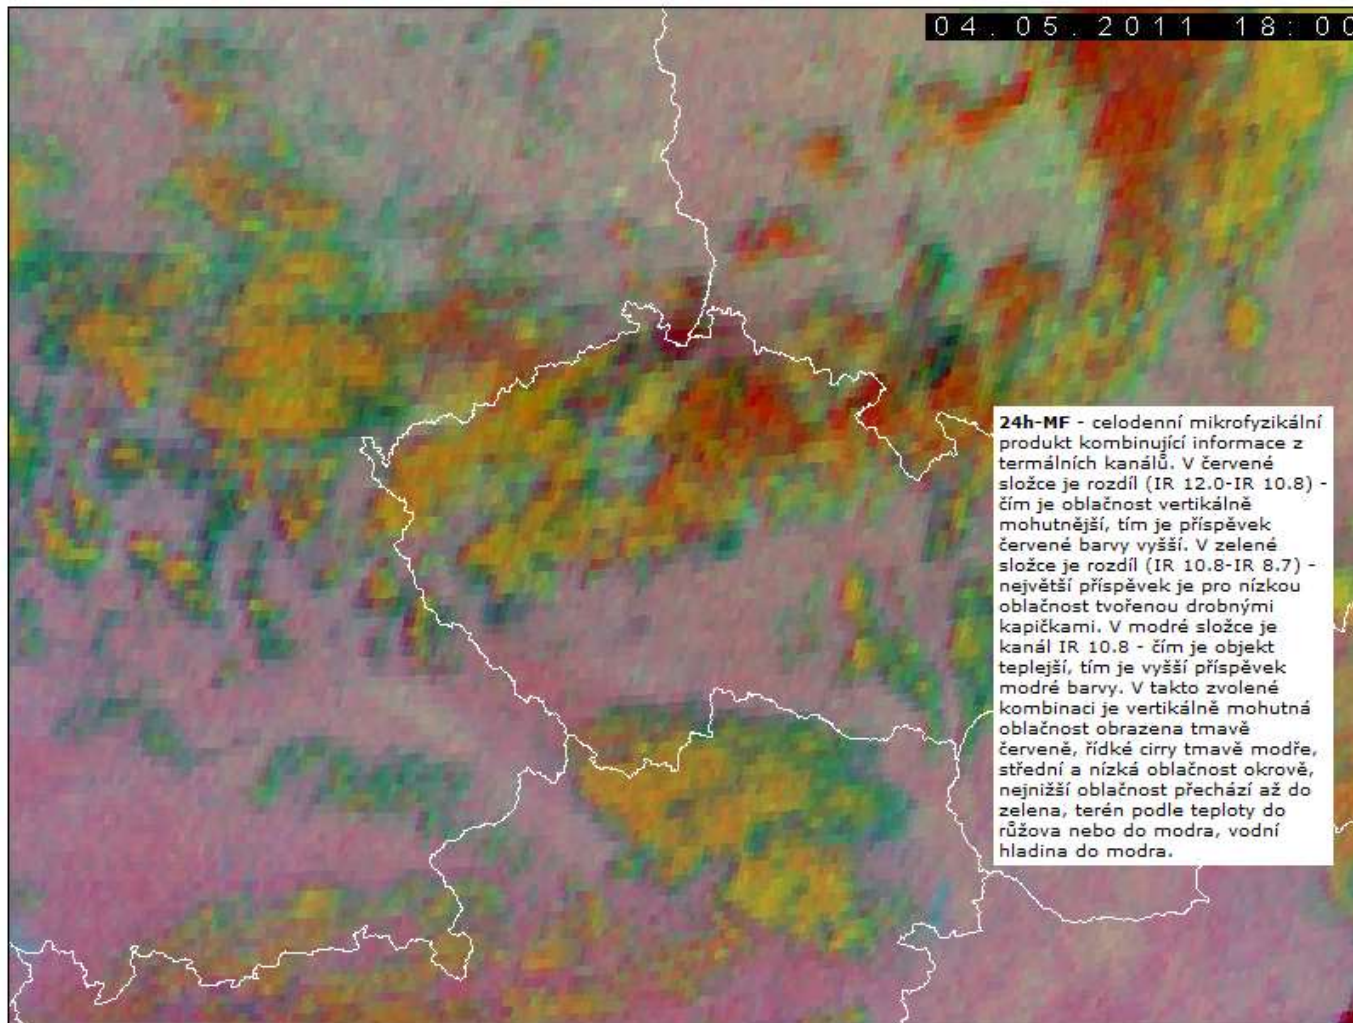 04.05.2011 18:00
24h-MF - celodenní mikrofyzikální
produkt kombinující informace z
termálních kanálů. V červené
složce je rozdíl (IR 12.0-IR 10.8) -
čím je oblačnost vertikálně
mohutnější, tím je příspěvek
červené barvy vyšší. V zelené
složce je rozdíl (IR 10.8-IR 8.7) -
největší příspěvek je pro nízkou
oblačnost tvořenou drobnými
kapičkami. V modré složce je
kanál IR 10.8 - čím je objekt
teplejší, tím je vyšší příspěvek
modré barvy. V takto zvolené
kombinaci je vertikálně mohutná
oblačnost obrazena tmavě
červeně, řídké cirry tmavě modře,
střední a nízká oblačnost okrově,
nejnižší oblačnost přechází až do
zelena, terén podle teploty do
růžova nebo do modra, vodní
hladina do modra.